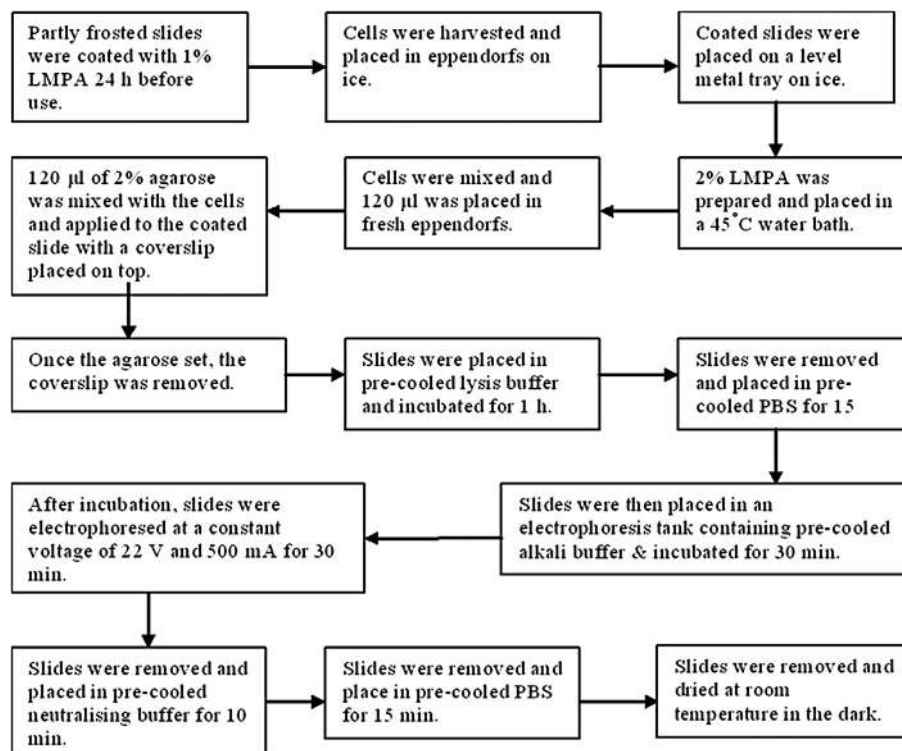 Partly frosted slides
were coated with 1%
LMPA 24 h before
use.
Cells were harvested and
placed in eppendorfs on
ice.
Coated slides were
placed on a level
metal tray on ice.
2% LMPA was
prepared and placed in
a 45°C water bath.
Cells were mixed and
120 µl was placed in
fresh eppendorfs.
120 µl of 2% agarose
was mixed with the cells
and applied to the coated
slide with a coverslip
placed on top.
Once the agarose set, the
coverslip was removed.
Slides were placed in
pre-cooled lysis buffer
and incubated for 1 h.
Slides were removed
and placed in pre-
cooled PBS for 15
Slides were then placed in an
electrophoresis tank containing pre-cooled
alkali buffer & incubated for 30 min.
After incubation, slides were
electrophoresed at a constant
voltage of 22 V and 500 mA for 30
min.
Slides were removed and
placed in pre-cooled
neutralising buffer for 10
min.
Slides were removed and
place in pre-cooled PBS
for 15 min.
Slides were removed and
dried at room
temperature in the dark.